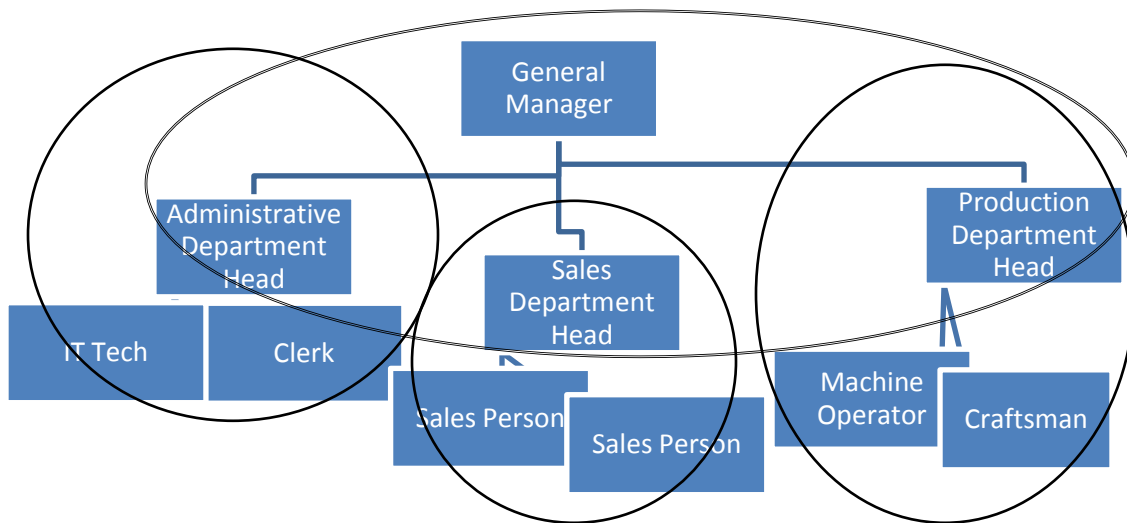 General
Manager
Administrative
Department
Head
Sales
Department
Head
Production
Department
Head
IT Tech
Clerk
Sales Person
Sales Person
Machine
Operator
Craftsman